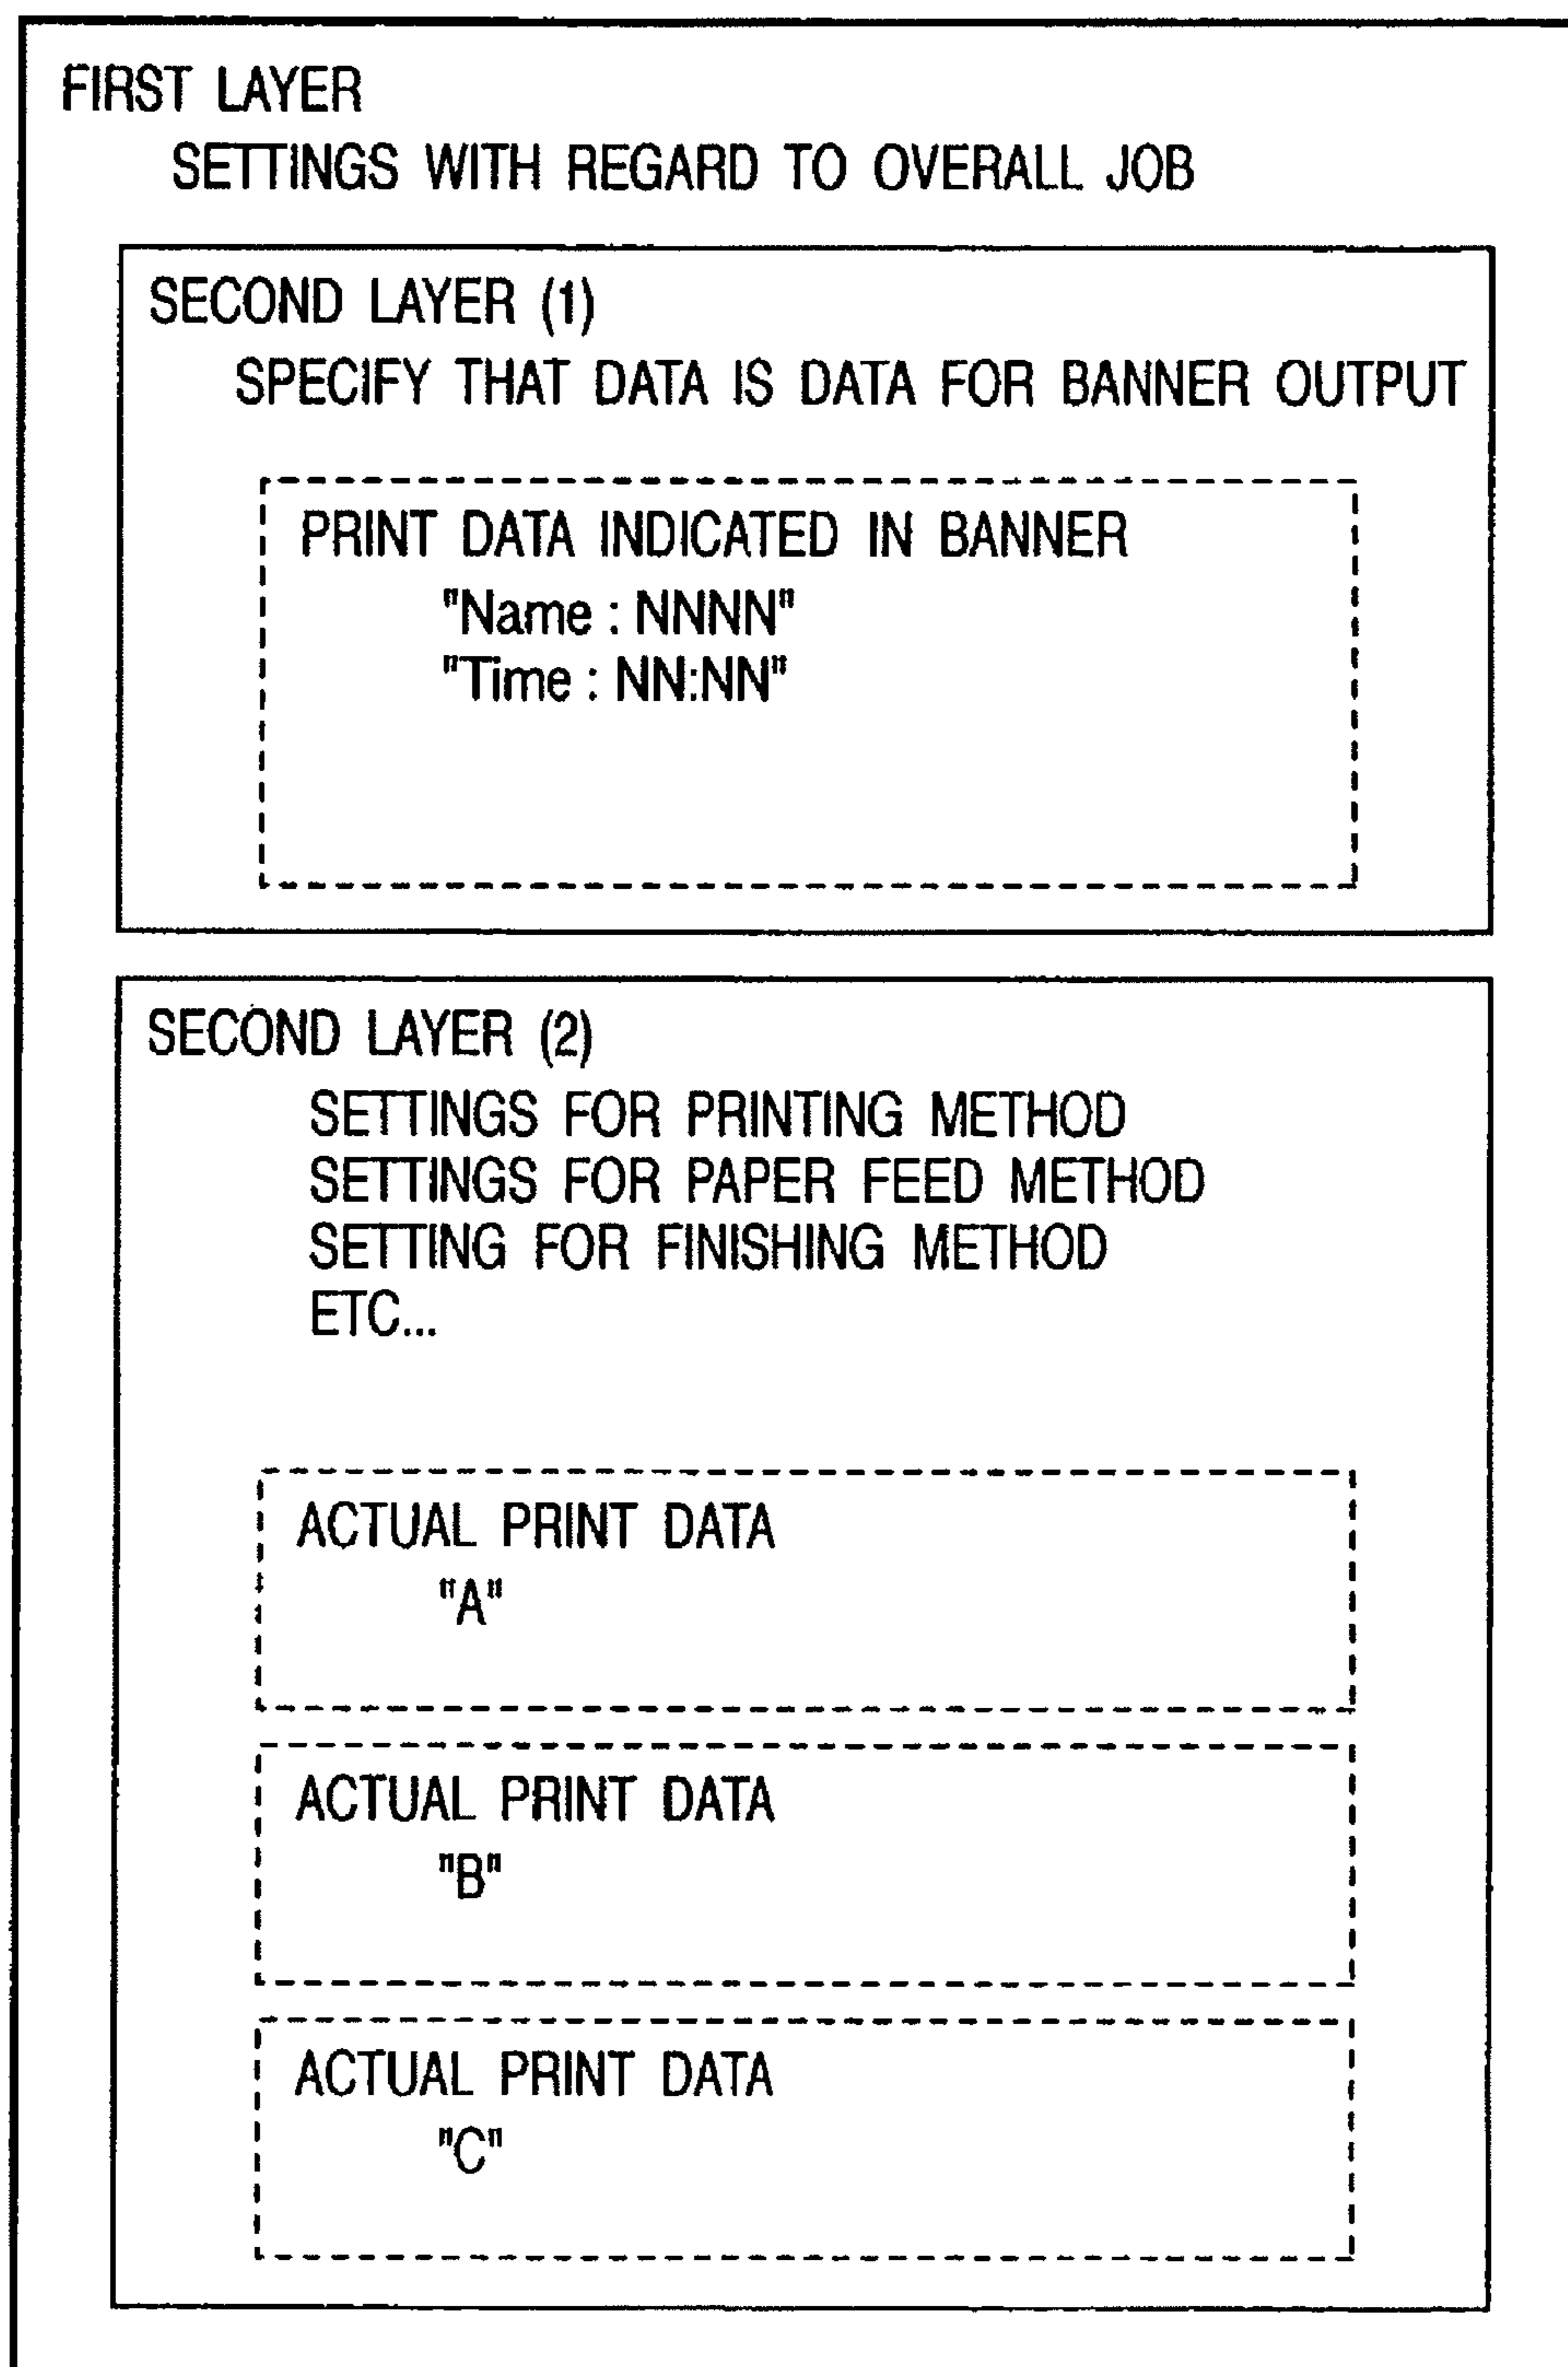 FIRST LAYER
SETTINGS WITH REGARD TO OVERALL JOB
SECOND LAYER (1)
SPECIFY THAT DATA IS DATA FOR BANNER OUTPUT
PRINT DATA INDICATED IN BANNER
"Name : NNNN"
"Time : NN:NN"
SECOND LAYER (2)
SETTINGS FOR PRINTING METHOD
SETTINGS FOR PAPER FEED METHOD
SETTING FOR FINISHING METHOD
ETC...
ACTUAL PRINT DATA
"A"
ACTUAL PRINT DATA
"B"
ACTUAL PRINT DATA
"C"